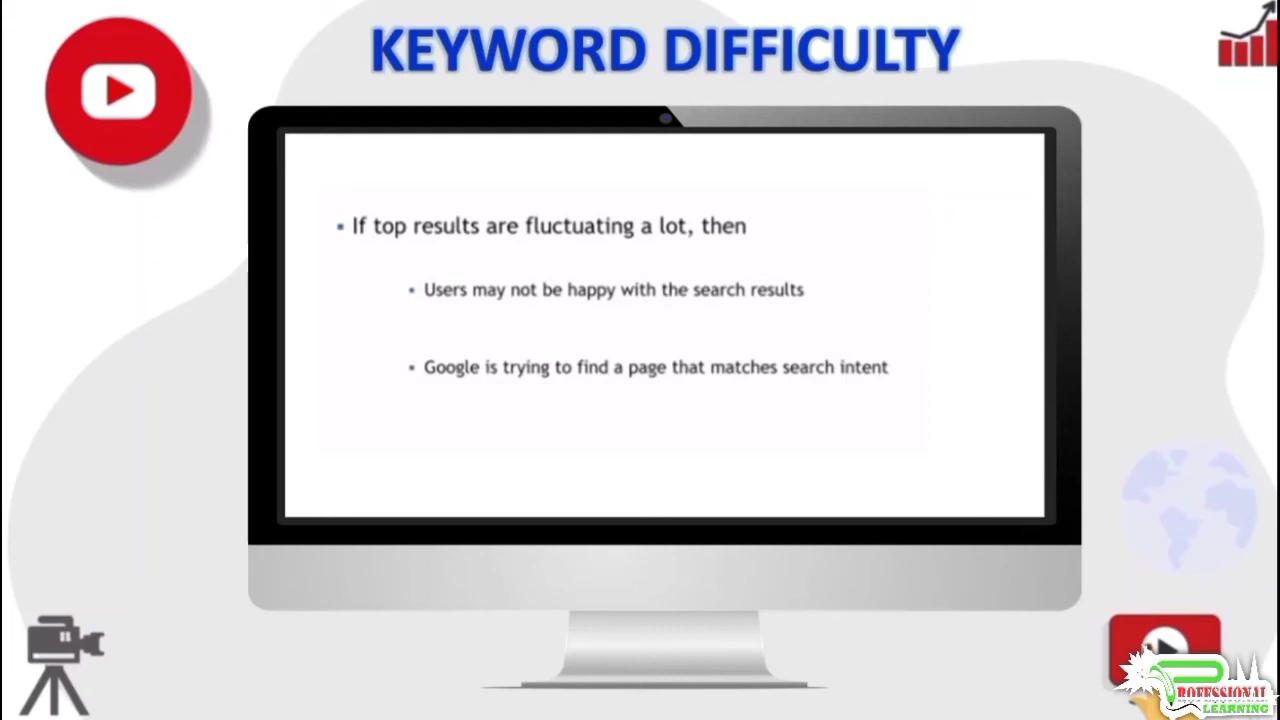 KEYWORD DIFFICULTY
▪ If top results are fluctuating a lot, then
▪ Users may not be happy with the search results
▪ Google is trying to find a page that matches search intent
PROFESSIONAL
LEARNING